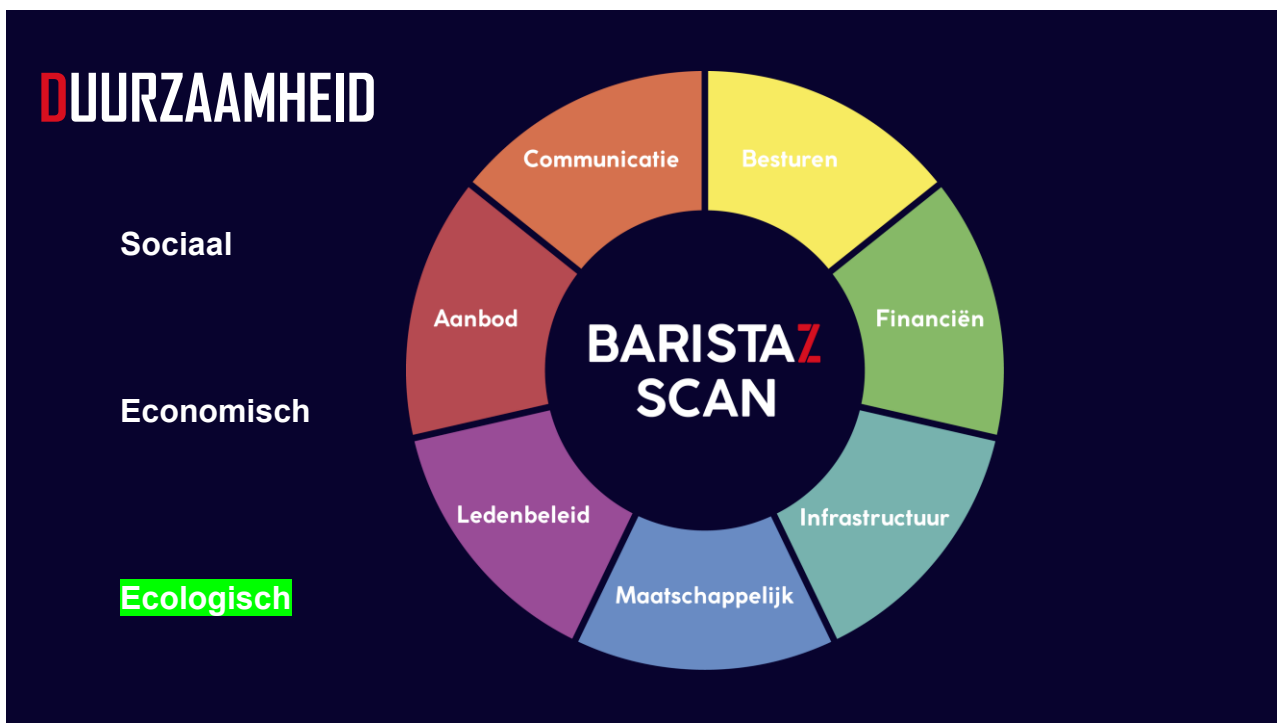 DUURZAAMHEID
Sociaal
Economisch
Ecologisch
Communicatie
Besturen
Aanbod
Financiën
BARISTAZ
SCAN
Ledenbeleid
Infrastructuur
Maatschappelijk